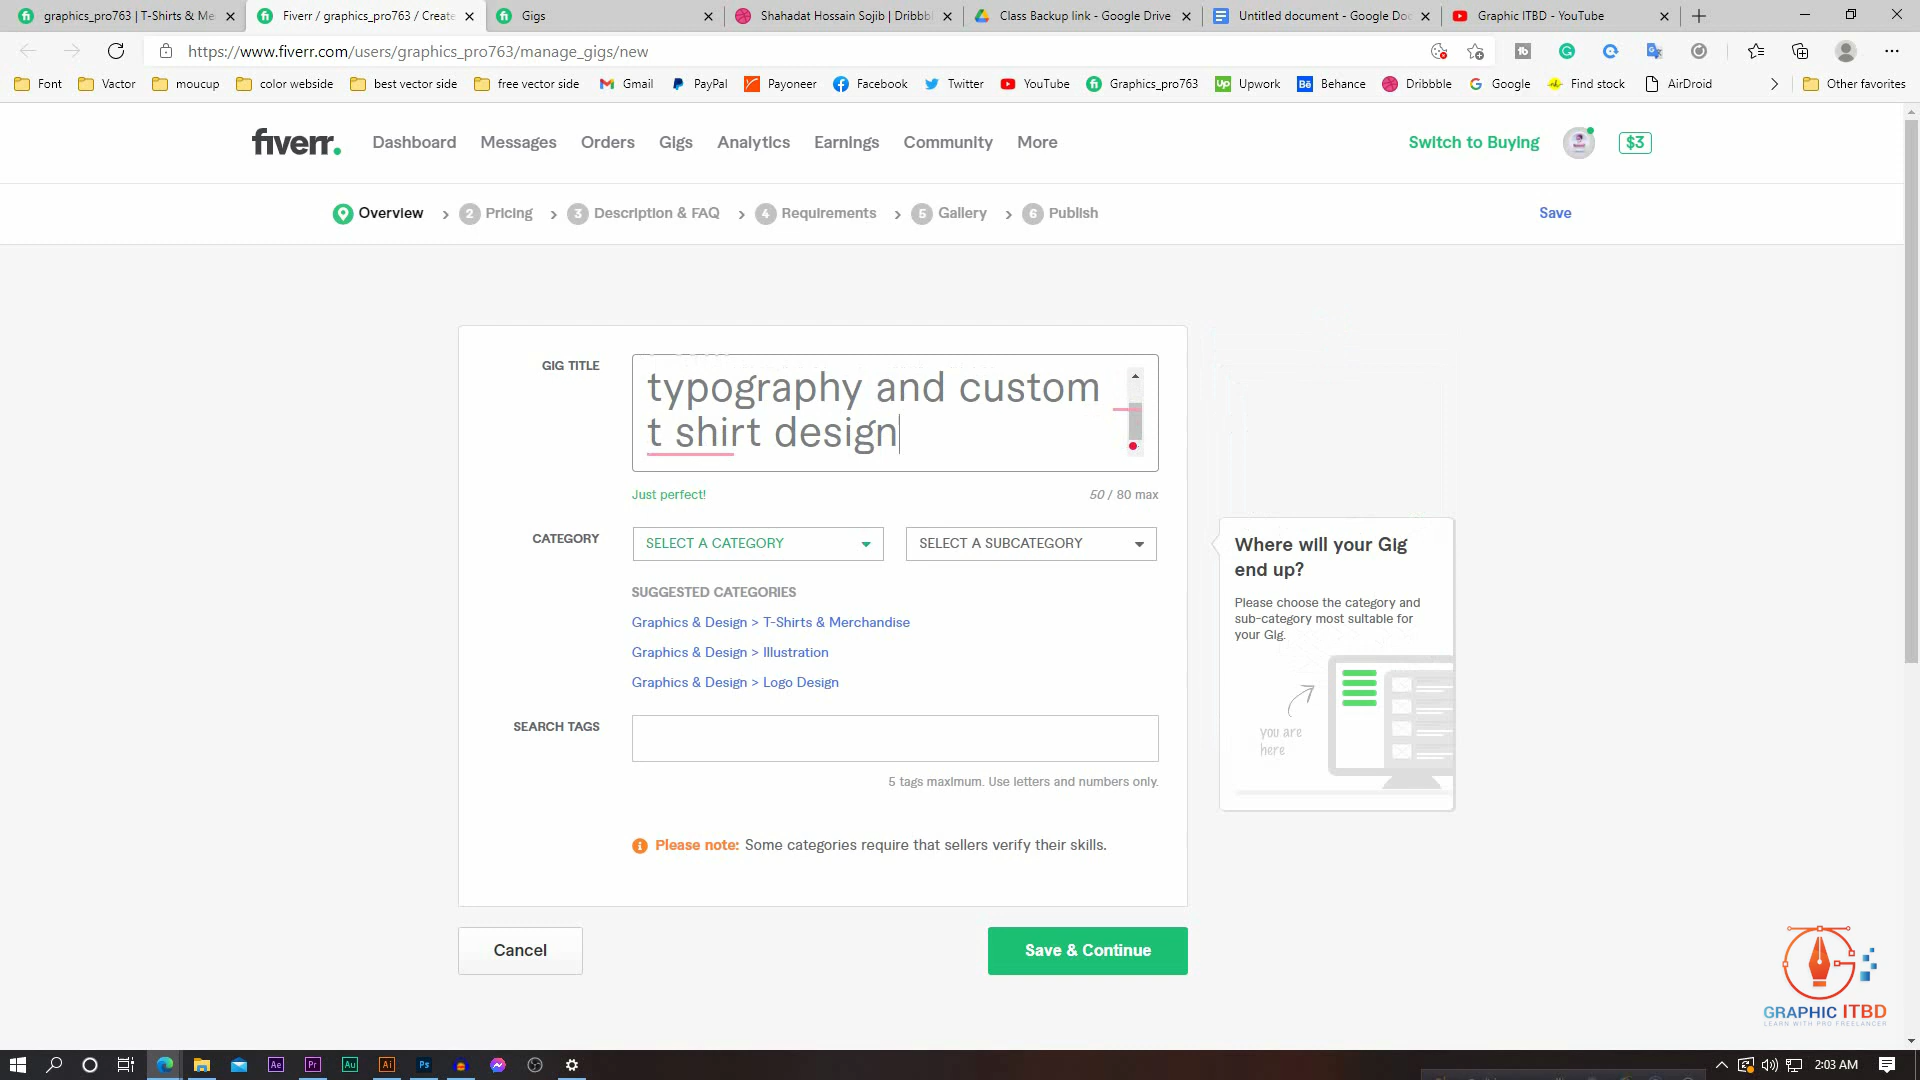 graphics_pro763 | T-Shirts & Me
Fiverr / graphics_pro763 / Create
Gigs
Shahadat Hossain Sojib | Dribbbl
Class Backup link - Google Drive
Untitled document - Google Doc
Graphic ITBD - YouTube
https://www.fiverr.com/users/graphics_pro763/manage_gigs/new
Font
Vactor
moucup
color webside
best vector side
free vector side
Gmail
PayPal
Payoneer
Facebook
Twitter
YouTube
Graphics_pro763
Upwork
Behance
Dribbble
Google
Find stock
AirDroid
Other favorites
fiverr.
Dashboard
Messages
Orders
Gigs
Analytics
Earnings
Community
More
Switch to Buying
$3
Overview
2 Pricing
3 Description & FAQ
4 Requirements
5 Gallery
6 Publish
Save
GIG TITLE
typography and custom
t shirt design
Just perfect!
50 / 80 max
CATEGORY
SELECT A CATEGORY
SELECT A SUBCATEGORY
SUGGESTED CATEGORIES
Graphics & Design > T-Shirts & Merchandise
Graphics & Design > Illustration
Graphics & Design > Logo Design
SEARCH TAGS
5 tags maximum. Use letters and numbers only.
Please note: Some categories require that sellers verify their skills.
Where will your Gig
end up?
Please choose the category and
sub-category most suitable for
your Gig.
you are
here
Cancel
Save & Continue
GRAPHIC ITBD
LEARN WITH PRO FREELANCER
2:03 AM